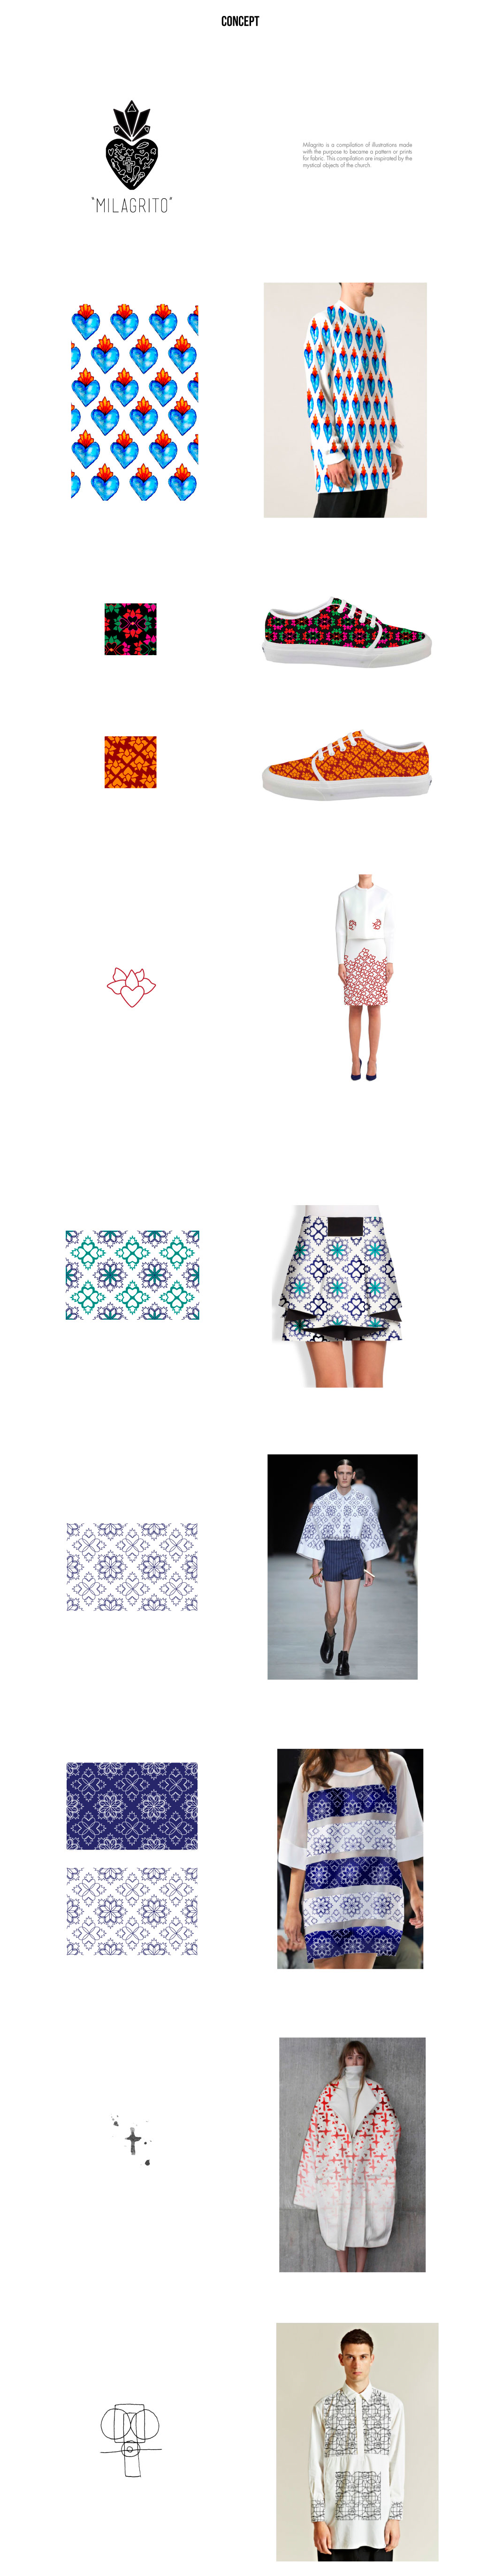 CONCEPT
"MILAGRITO"
Milagrito is a compilation of illustrations made
with the purpose to became a pattern or prints
for fabric. This compilation are inspirated by the
mystical objects of the church.